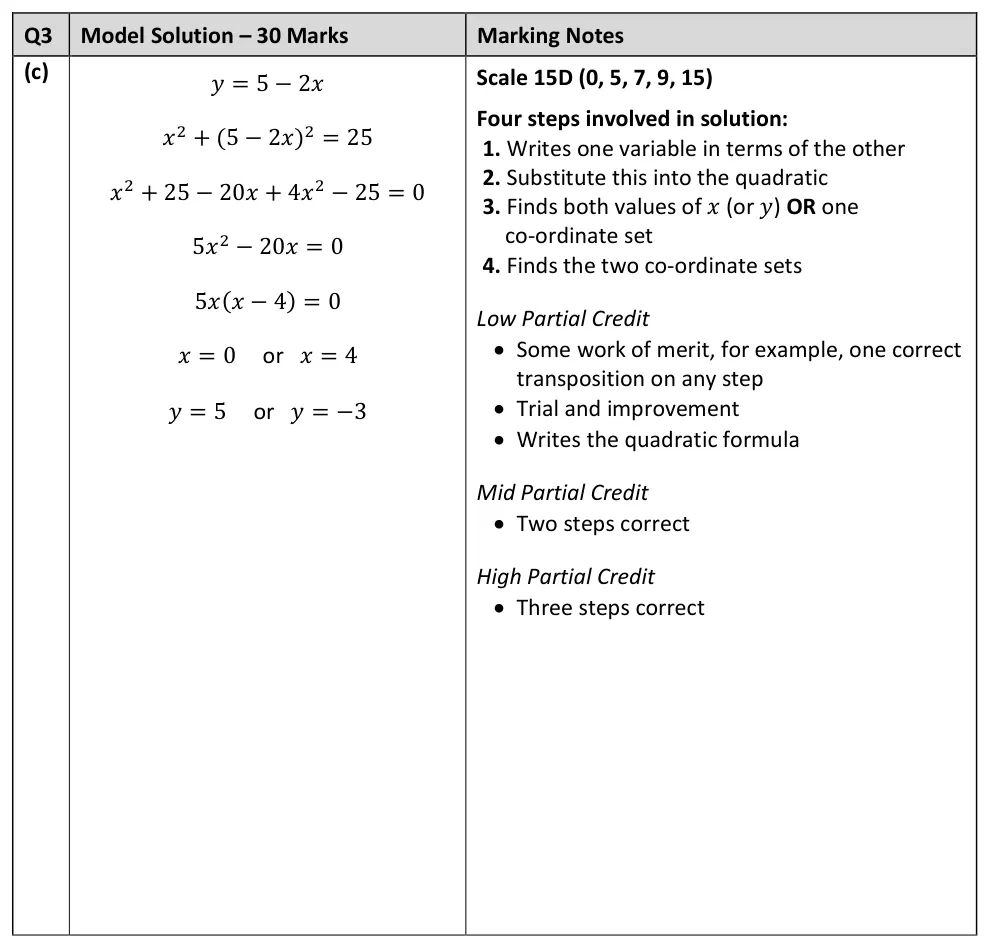 Q3 Model Solution – 30 Marks Marking Notes
(c)
y = 5 − 2x
x² + (5 − 2x)² = 25
x² + 25 − 20x + 4x² − 25 = 0
5x² − 20x = 0
5x(x − 4) = 0
x = 0 or x = 4
y = 5 or y = −3
Scale 15D (0, 5, 7, 9, 15)
Four steps involved in solution:
1. Writes one variable in terms of the other
2. Substitute this into the quadratic
3. Finds both values of x (or y) OR one
co-ordinate set
4. Finds the two co-ordinate sets
Low Partial Credit
• Some work of merit, for example, one correct
transposition on any step
• Trial and improvement
• Writes the quadratic formula
Mid Partial Credit
• Two steps correct
High Partial Credit
• Three steps correct